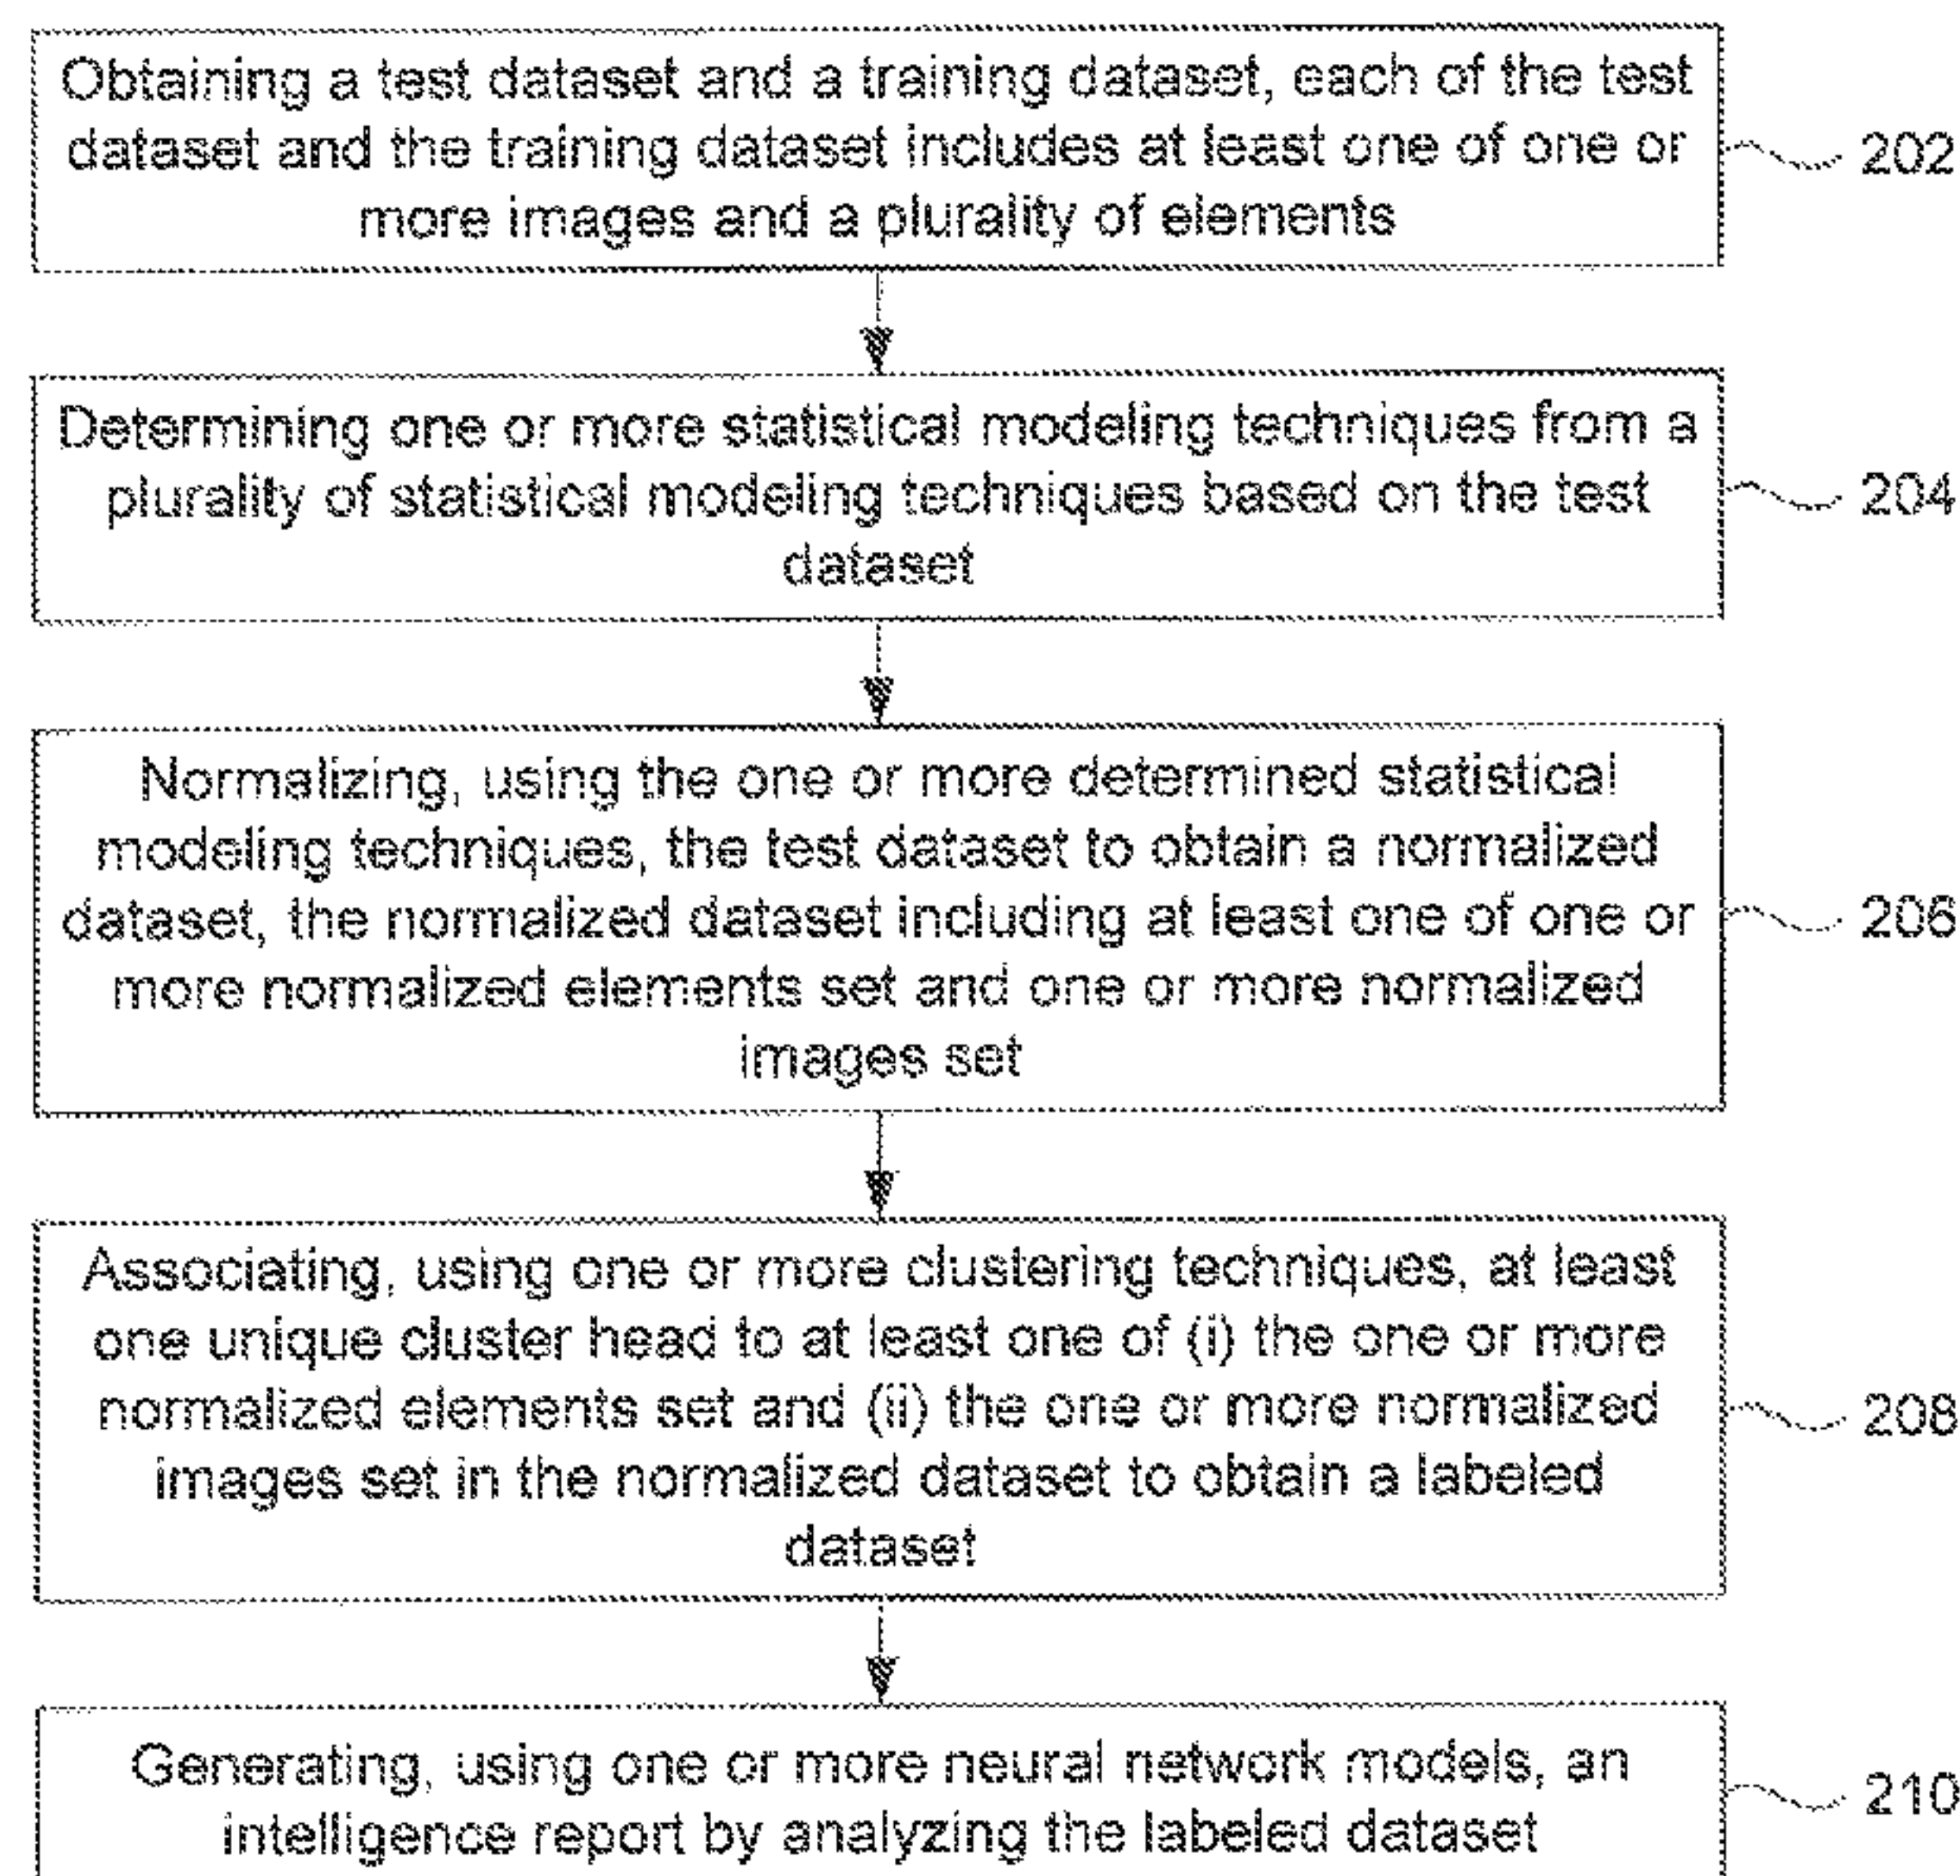 Obtaining a test dataset and a training dataset, each of the test
dataset and the training dataset includes at least one of one or
more images and a plurality of elements
202
Determining one or more statistical modeling techniques from a
plurality of statistical modeling techniques based on the test
dataset
204
Normalizing, using the one or more determined statistical
modeling techniques, the test dataset to obtain a normalized
dataset, the normalized dataset including at least one of one or
more normalized elements set and one or more normalized
images set
206
Associating, using one or more clustering techniques, at least
one unique cluster head to at least one of (i) the one or more
normalized elements set and (ii) the one or more normalized
images set in the normalized dataset to obtain a labeled
dataset
208
Generating, using one or more neural network models, an
intelligence report by analyzing the labeled dataset
210